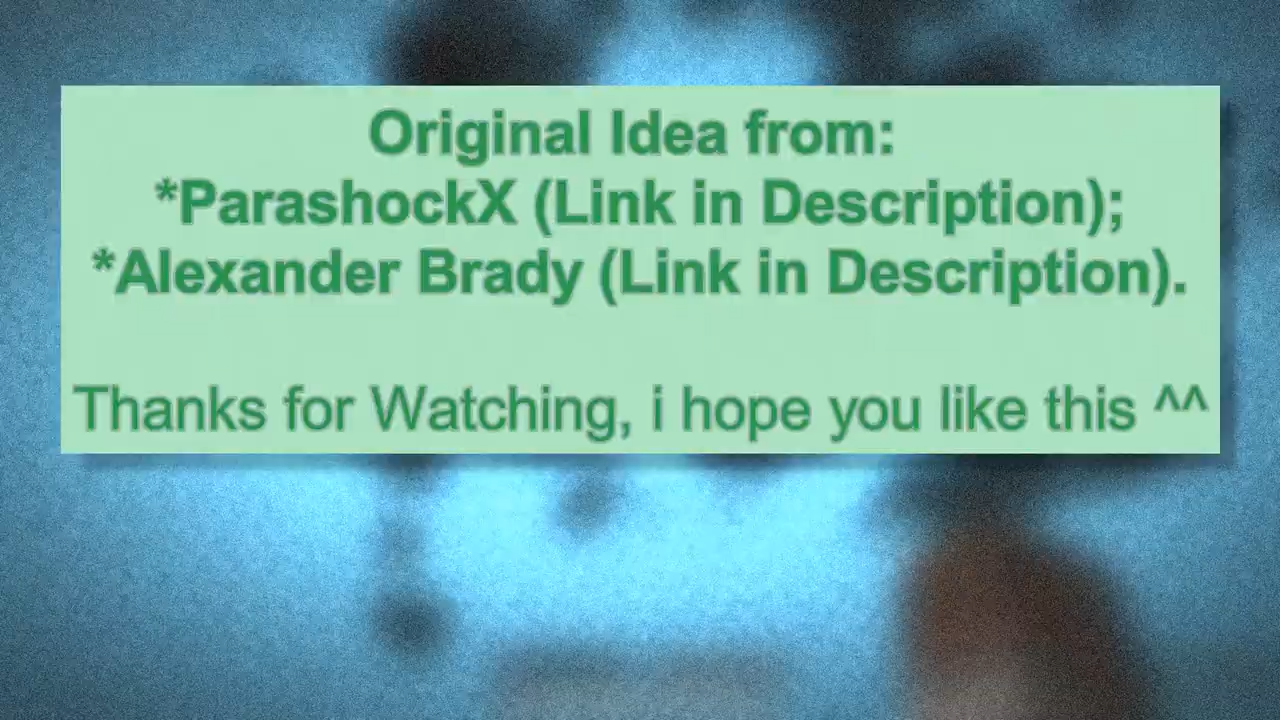 Original Idea from:
*ParashockX (Link in Description);
*Alexander Brady (Link in Description).
Thanks for Watching, i hope you like this ^^